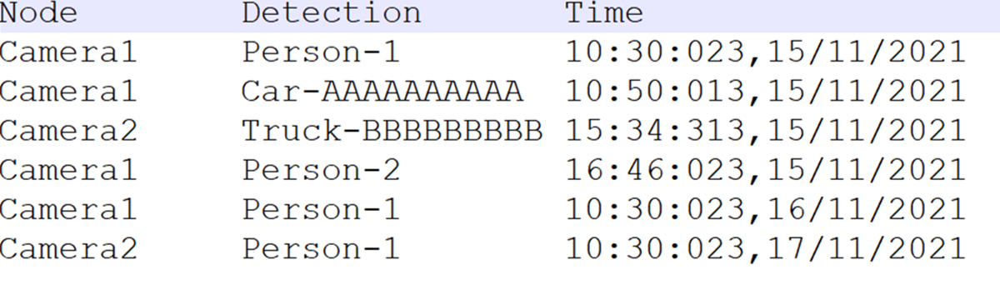 Node Detection Time
Camera1 Person-1 10:30:023,15/11/2021
Camera1 Car-AAAAAAAAAA 10:50:013,15/11/2021
Camera2 Truck-BBBBBBBBB 15:34:313,15/11/2021
Camera1 Person-2 16:46:023,15/11/2021
Camera1 Person-1 10:30:023,16/11/2021
Camera2 Person-1 10:30:023,17/11/2021